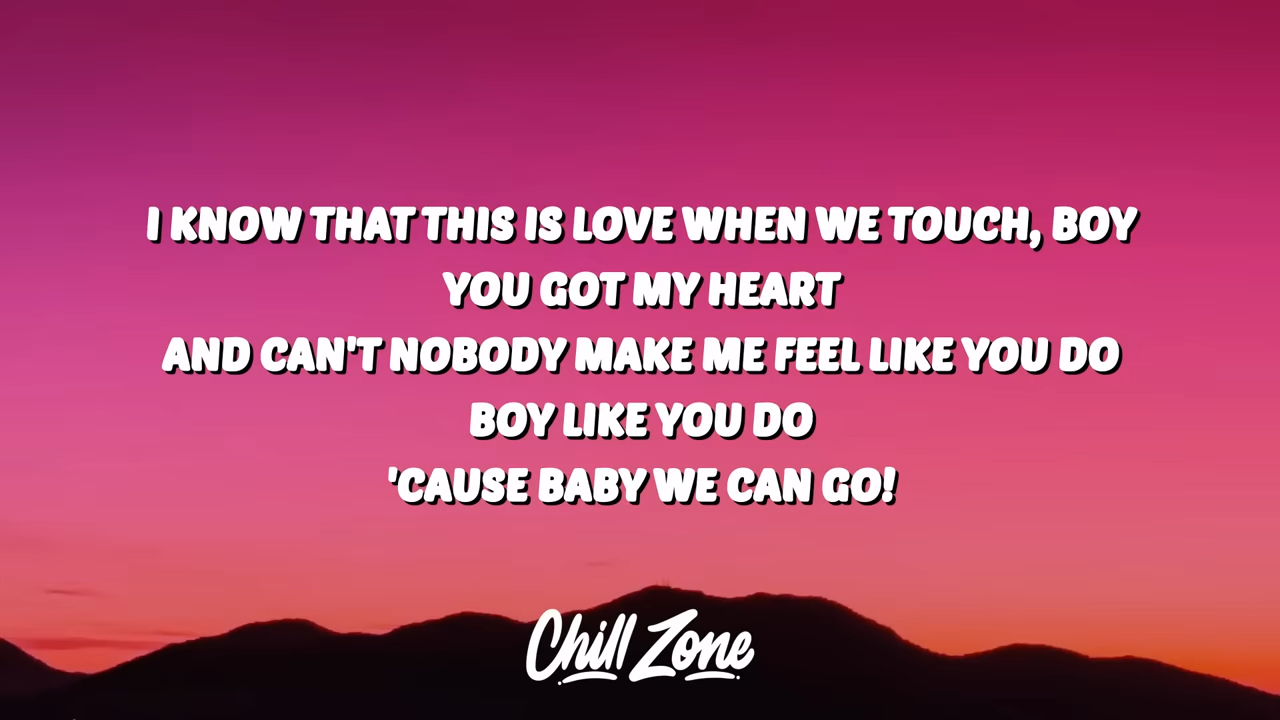 I KNOW THAT THIS IS LOVE WHEN WE TOUCH, BOY
YOU GOT MY HEART
AND CAN'T NOBODY MAKE ME FEEL LIKE YOU DO
BOY LIKE YOU DO
'CAUSE BABY WE CAN GO!
Chill Zone